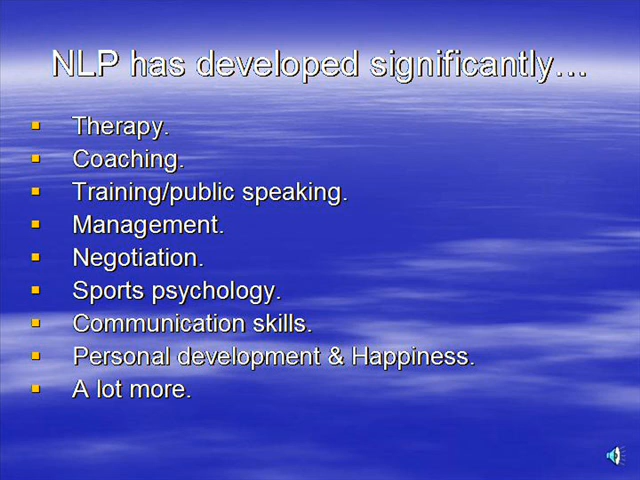 NLP has developed significantly…
Therapy.
Coaching.
Training/public speaking.
Management.
Negotiation.
Sports psychology.
Communication skills.
Personal development & Happiness.
A lot more.